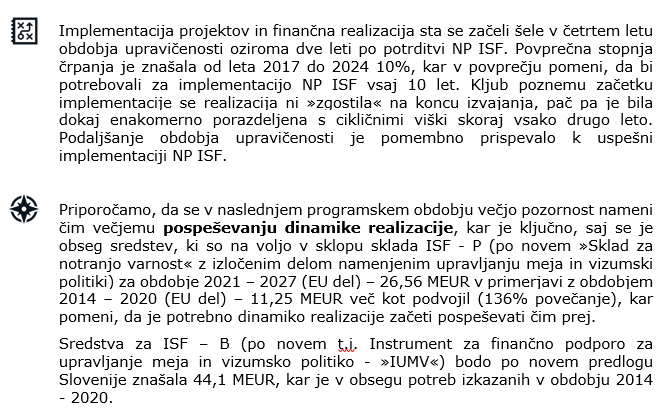 Implementacija projektov in finančna realizacija sta se začeli šele v četrtem letu
obdobja upravičenosti oziroma dve leti po potrditvi NP ISF. Povprečna stopnja
črpanja je znašala od leta 2017 do 2024 10%, kar v povprečju pomeni, da bi
potrebovali za implementacijo NP ISF vsaj 10 let. Kljub poznemu začetku
implementacije se realizacija ni »zgostila« na koncu izvajanja, pač pa je bila
dokaj enakomerno porazdeljena s cikličnimi viški skoraj vsako drugo leto.
Podaljšanje obdobja upravičenosti je pomembno prispevalo k uspešni
implementaciji NP ISF.
Priporočamo, da se v naslednjem programskem obdobju večjo pozornost nameni
čim večjemu pospeševanju dinamike realizacije, kar je ključno, saj se je
obseg sredstev, ki so na voljo v sklopu sklada ISF - P (po novem »Sklad za
notranjo varnost« z izločenim delom namenjenim upravljanju meja in vizumski
politiki) za obdobje 2021 – 2027 (EU del) – 26,56 MEUR v primerjavi z obdobjem
2014 – 2020 (EU del) – 11,25 MEUR več kot podvojil (136% povečanje), kar
pomeni, da je potrebno dinamiko realizacije začeti pospeševati čim prej.
Sredstva za ISF – B (po novem t.j. Instrument za finančno podporo za
upravljanje meja in vizumsko politiko - »IUMV«) bodo po novem predlogu
Slovenije znašala 44,1 MEUR, kar je v obsegu potreb izkazanih v obdobju 2014
- 2020.